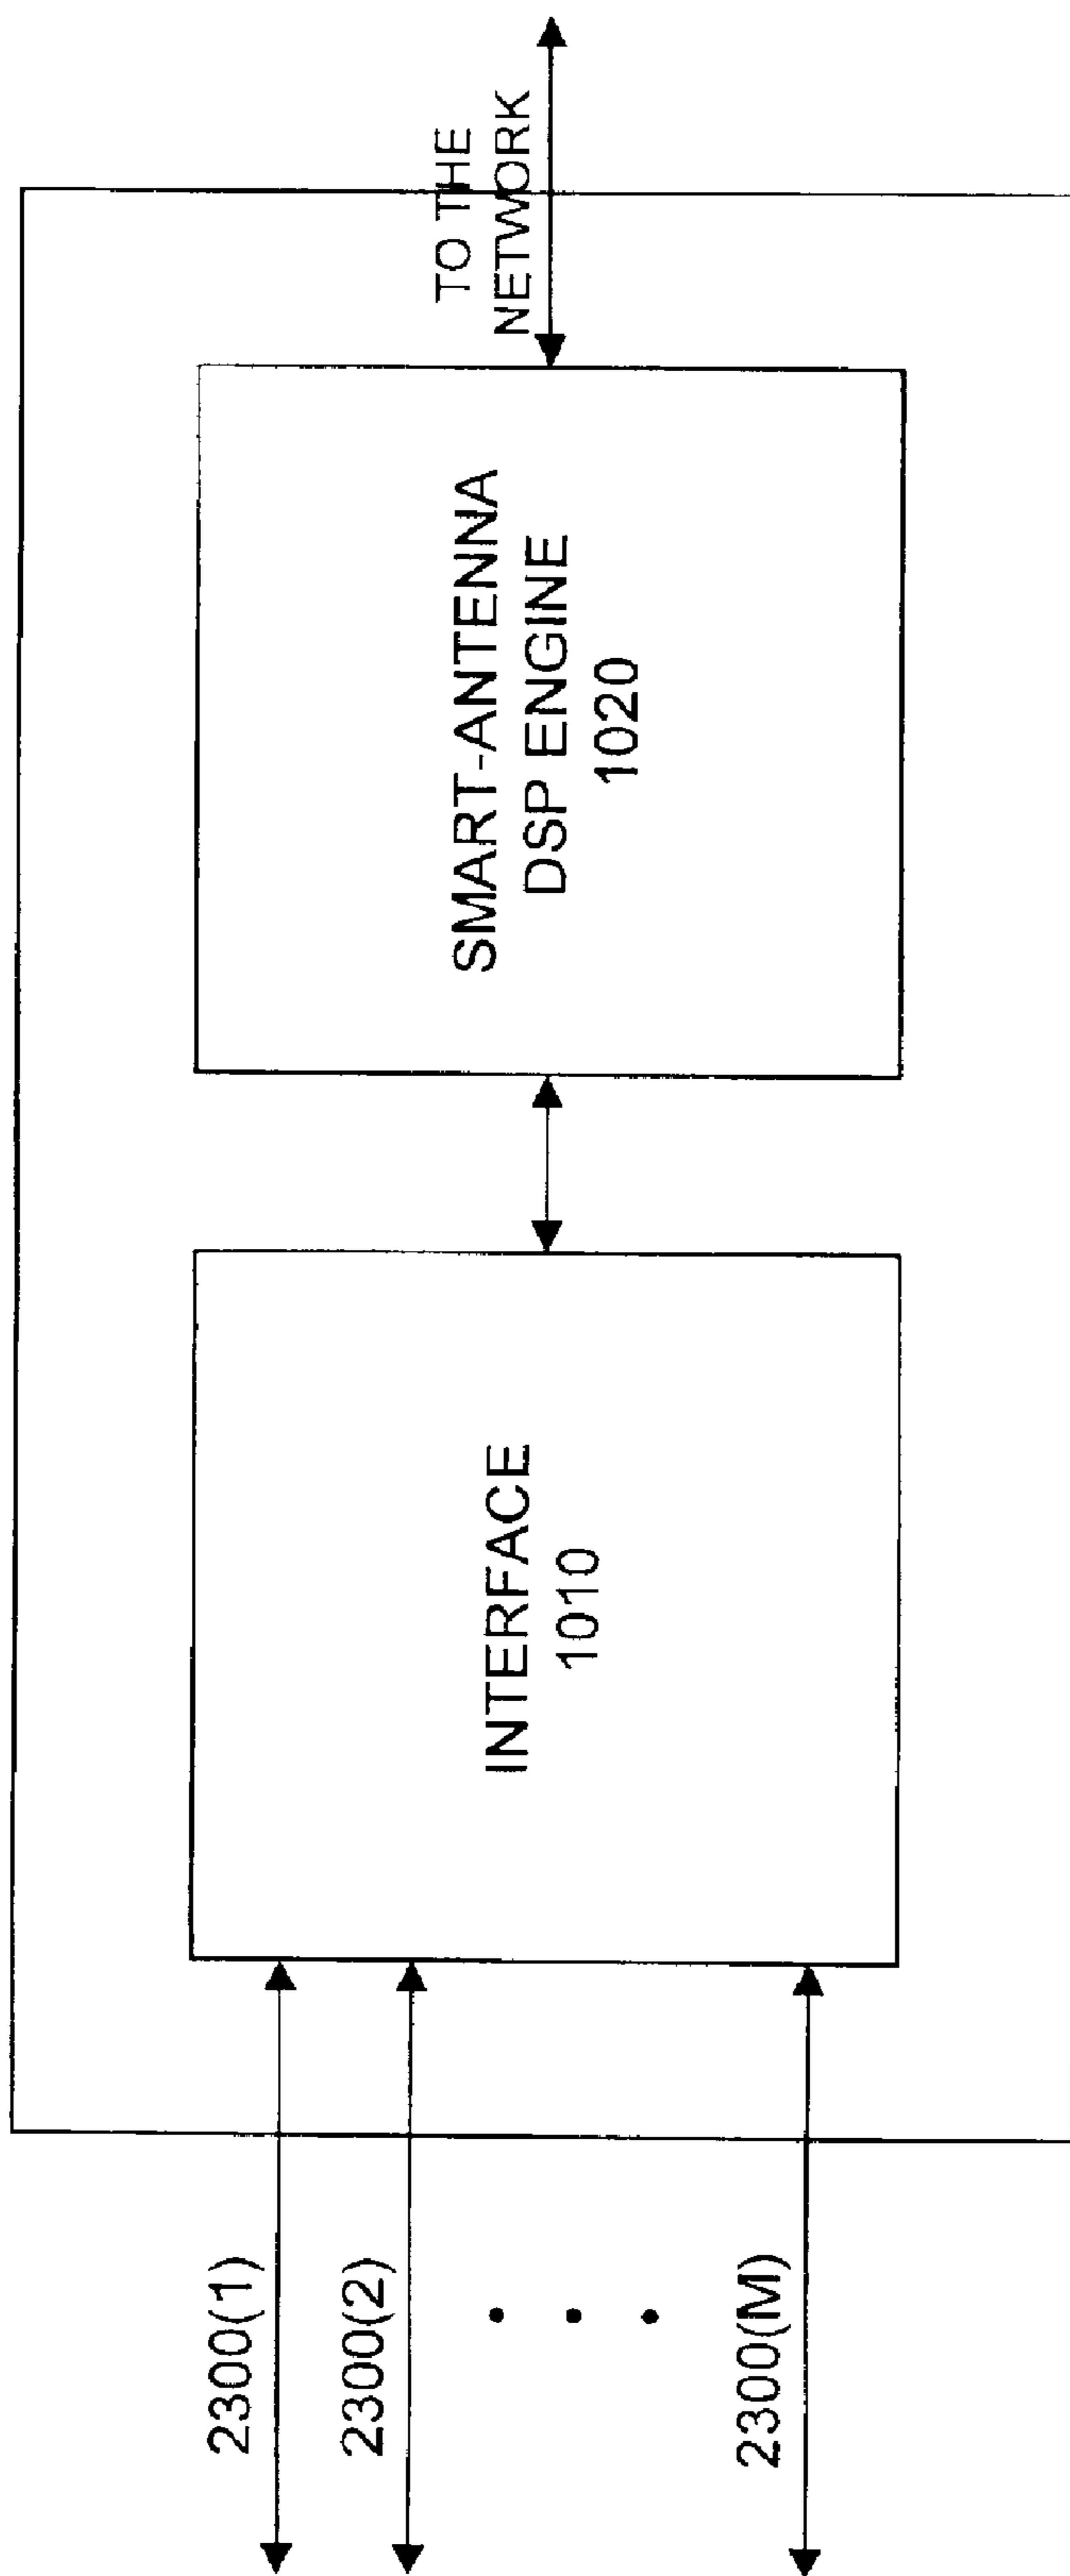 2300(1)
2300(2)
2300(M)
INTERFACE
1010
SMART-ANTENNA
DSP ENGINE
1020
TO THE
NETWORK